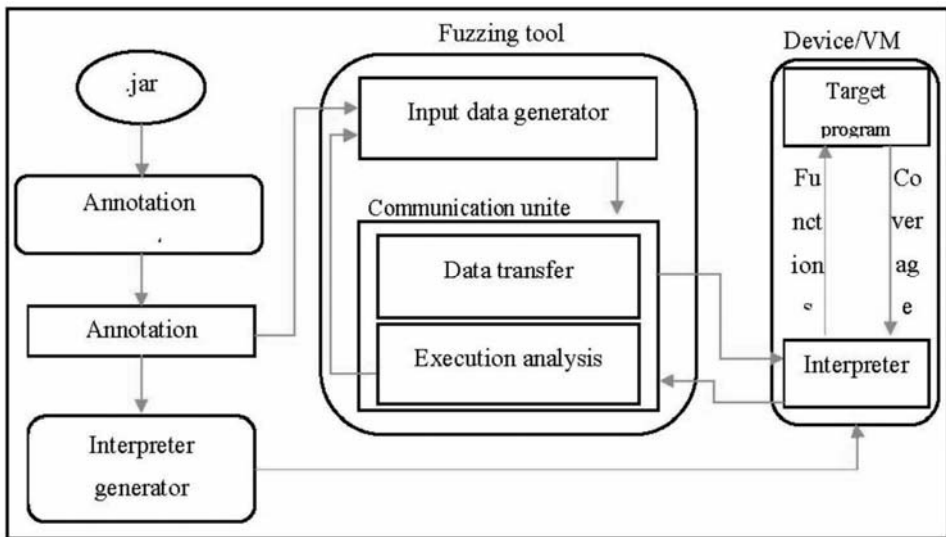 Fuzzing tool
Device/VM
.jar
Input data generator
Target
program
Annotation
Communication unite
Fu
nct
ion
s
Co
ver
ag
e
Data transfer
Annotation
Execution analysis
Interpreter
Interpreter
generator